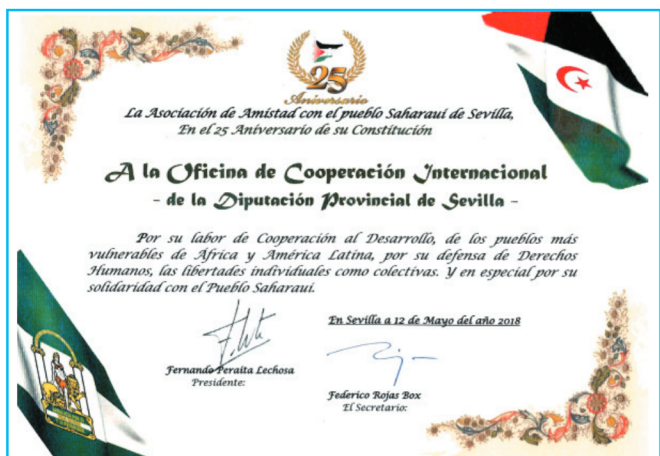 25
Aniversario
La Asociación de Amistad con el pueblo Saharaui de Sevilla,
En el 25 Aniversario de su Constitución
A la Oficina de Cooperación Internacional
- de la Diputación Provincial de Sevilla -
Por su labor de Cooperación al Desarrollo, de los pueblos más
vulnerables de África y América Latina, por su defensa de Derechos
Humanos, las libertades individuales como colectivas. Y en especial por su
solidaridad con el Pueblo Saharaui.
En Sevilla a 12 de Mayo del año 2018
Fernando Peraita Lechosa
Presidente:
Federico Rojas Box
El Secretario: